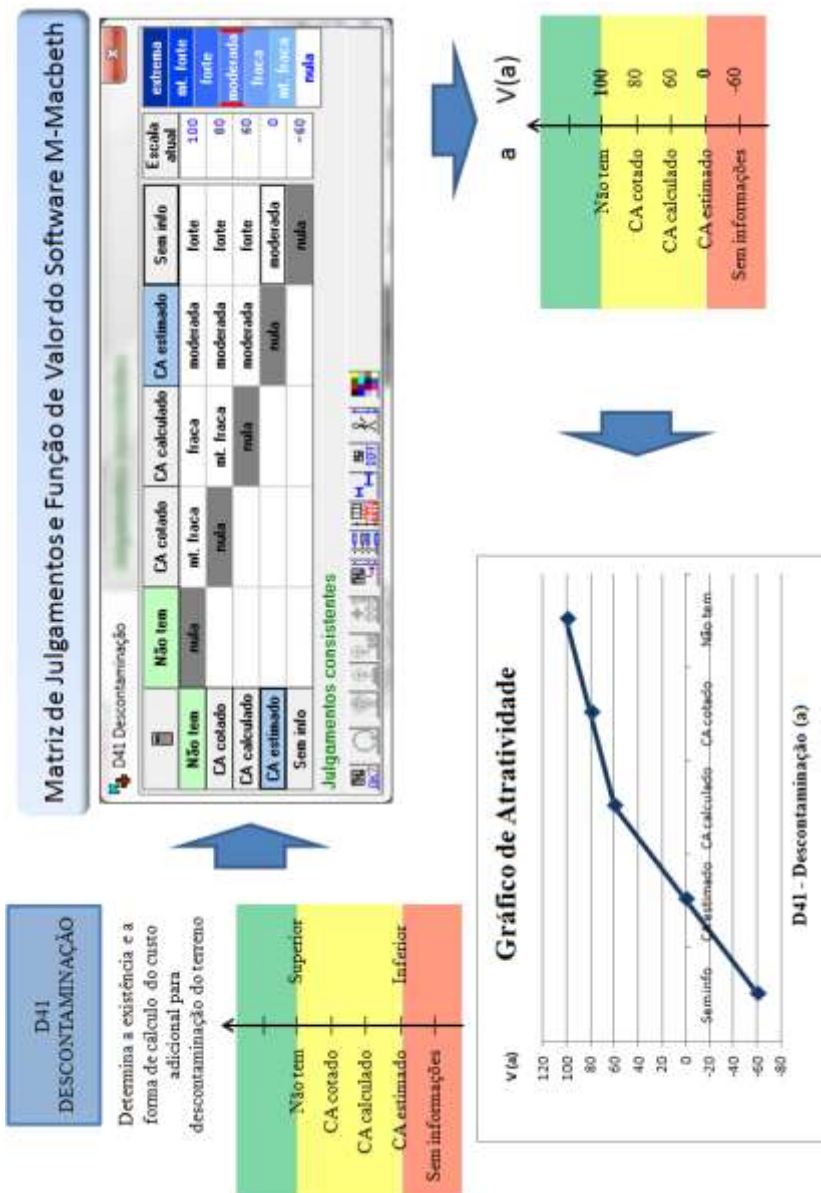 D41
DESCONTAMINAÇÃO
Determina a existência e a
forma de cálculo do custo
adicional para
descontaminação do terreno
Superior
Não tem
CA cotado
CA calculado
Inferior
CA estimado
Sem informações
Matriz de Julgamentos e Função de Valor do Software M-Macbeth
D41 Descontaminação
Não tem CA cotado CA calculado CA estimado Sem info Escala atual
Não tem nula mt. fraca fraca moderada forte 100
CA cotado nula mt. fraca moderada forte 80
CA calculado nula moderada forte 60
CA estimado nula moderada 0
Sem info nula -60
extrema
mt. forte
forte
moderada
fraca
mt. fraca
nula
Julgamentos consistentes
a V(a)
Não tem 100
CA cotado 80
CA calculado 60
CA estimado 0
Sem informações -60
Gráfico de Atratividade
V(a)
120
100
80
60
40
20
0
-20
-40
-60
-80
Sem info CA estimado CA calculado CA cotado Não tem
D41 - Descontaminação (a)